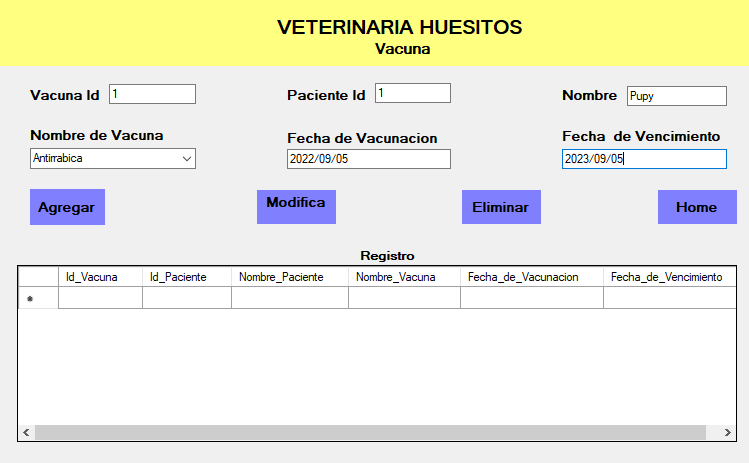 VETERINARIA HUESITOS
Vacuna
Vacuna Id 1 Paciente Id 1 Nombre Pupy
Nombre de Vacuna Fecha de Vacunacion Fecha de Vencimiento
Antirrabica 2022/09/05 2023/09/05
Agregar Modifica Eliminar Home
Registro
Id_Vacuna Id_Paciente Nombre_Paciente Nombre_Vacuna Fecha_de_Vacunacion Fecha_de_Vencimiento